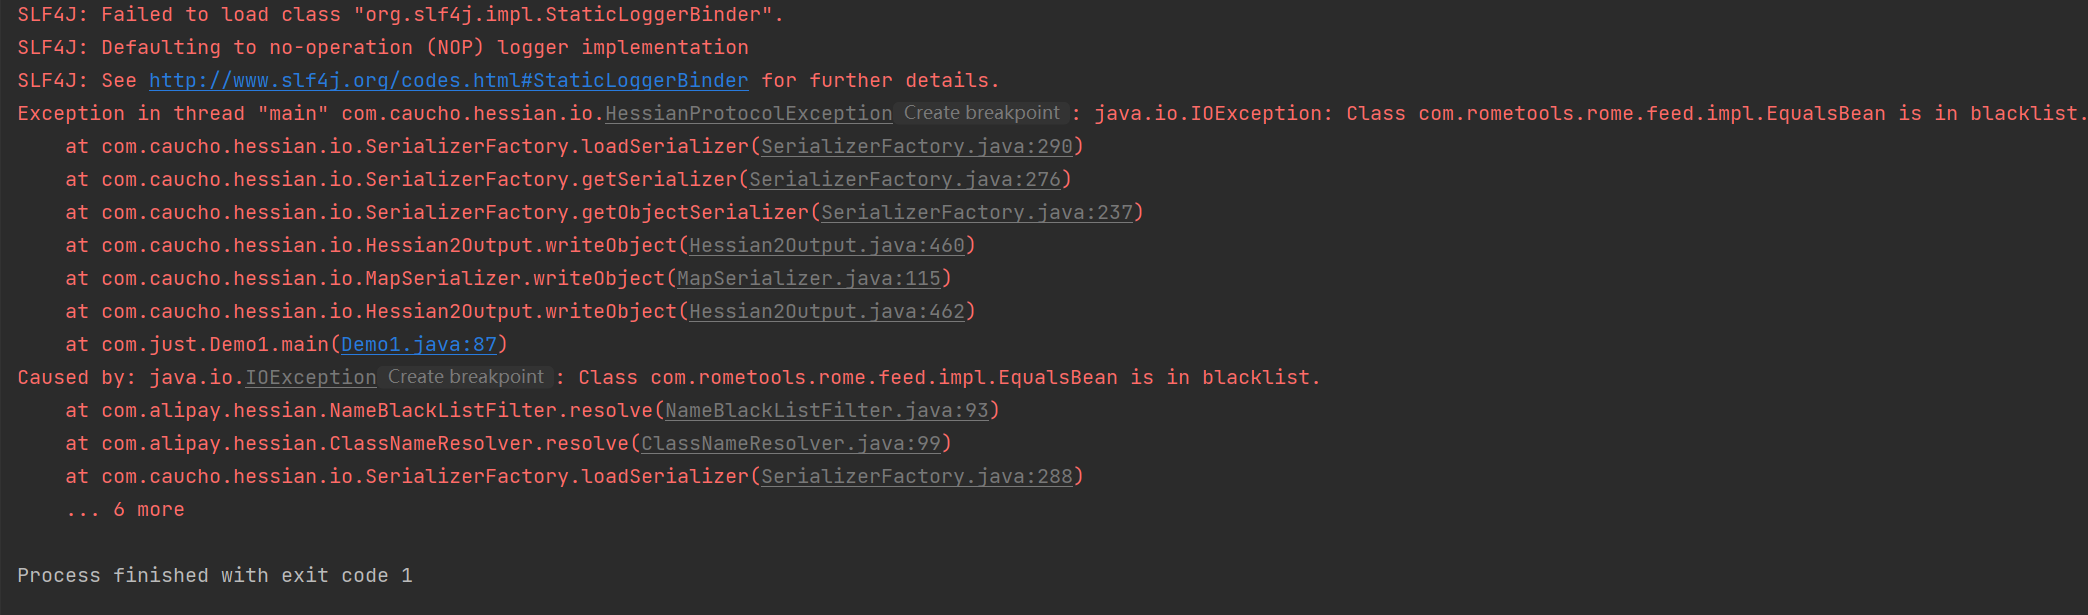 SLF4J: Failed to load class "org.slf4j.impl.StaticLoggerBinder".
SLF4J: Defaulting to no-operation (NOP) logger implementation
SLF4J: See http://www.slf4j.org/codes.html#StaticLoggerBinder for further details.
Exception in thread "main" com.caucho.hessian.io.HessianProtocolException Create breakpoint : java.io.IOException: Class com.rometools.rome.feed.impl.EqualsBean is in blacklist.
    at com.caucho.hessian.io.SerializerFactory.loadSerializer(SerializerFactory.java:290)
    at com.caucho.hessian.io.SerializerFactory.getSerializer(SerializerFactory.java:276)
    at com.caucho.hessian.io.SerializerFactory.getObjectSerializer(SerializerFactory.java:237)
    at com.caucho.hessian.io.Hessian2Output.writeObject(Hessian2Output.java:460)
    at com.caucho.hessian.io.MapSerializer.writeObject(MapSerializer.java:115)
    at com.caucho.hessian.io.Hessian2Output.writeObject(Hessian2Output.java:462)
    at com.just.Demo1.main(Demo1.java:87)
Caused by: java.io.IOException Create breakpoint : Class com.rometools.rome.feed.impl.EqualsBean is in blacklist.
    at com.alipay.hessian.NameBlackListFilter.resolve(NameBlackListFilter.java:93)
    at com.alipay.hessian.ClassNameResolver.resolve(ClassNameResolver.java:99)
    at com.caucho.hessian.io.SerializerFactory.loadSerializer(SerializerFactory.java:288)
    ... 6 more
Process finished with exit code 1